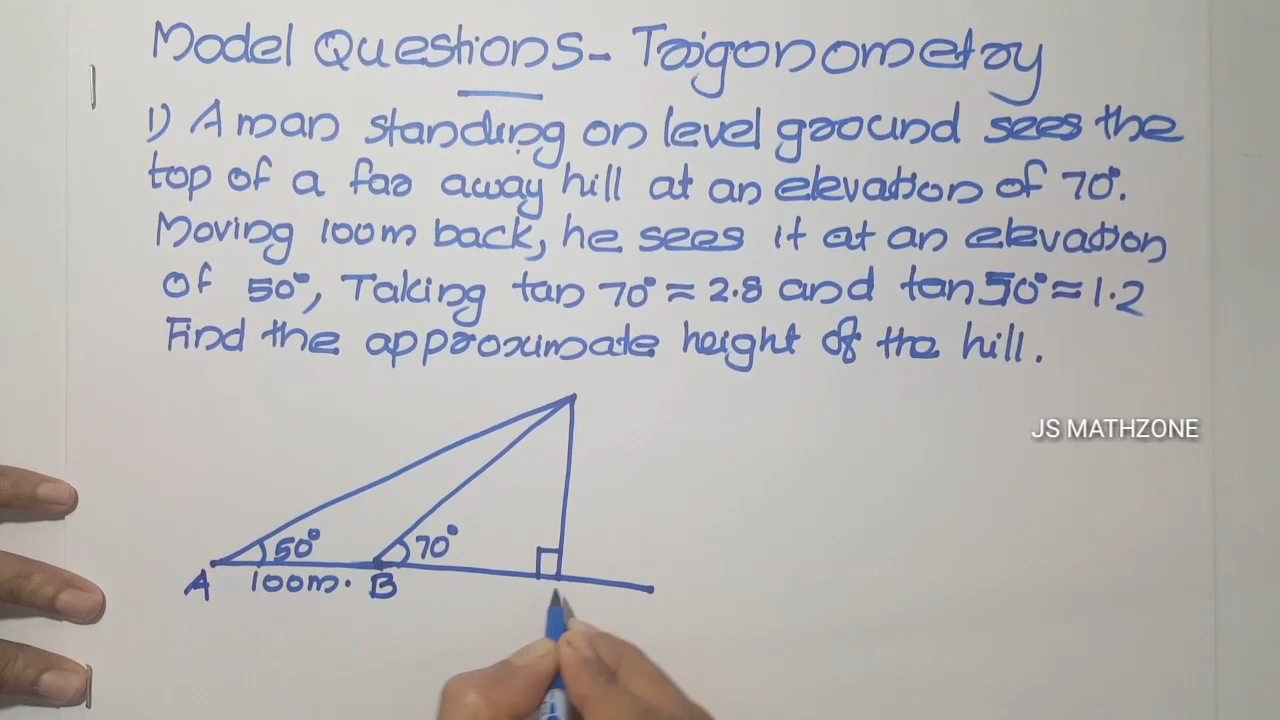 Model Questions - Trigonometry
1) A man standing on level ground sees the
top of a far away hill at an elevation of 70°.
Moving 100m back, he sees it at an elevation
of 50°, Taking tan 70° ≈ 2.8 and tan 50° ≈ 1.2
Find the approximate height of the hill.
JS MATHZONE
50° 70°
A 100m. B